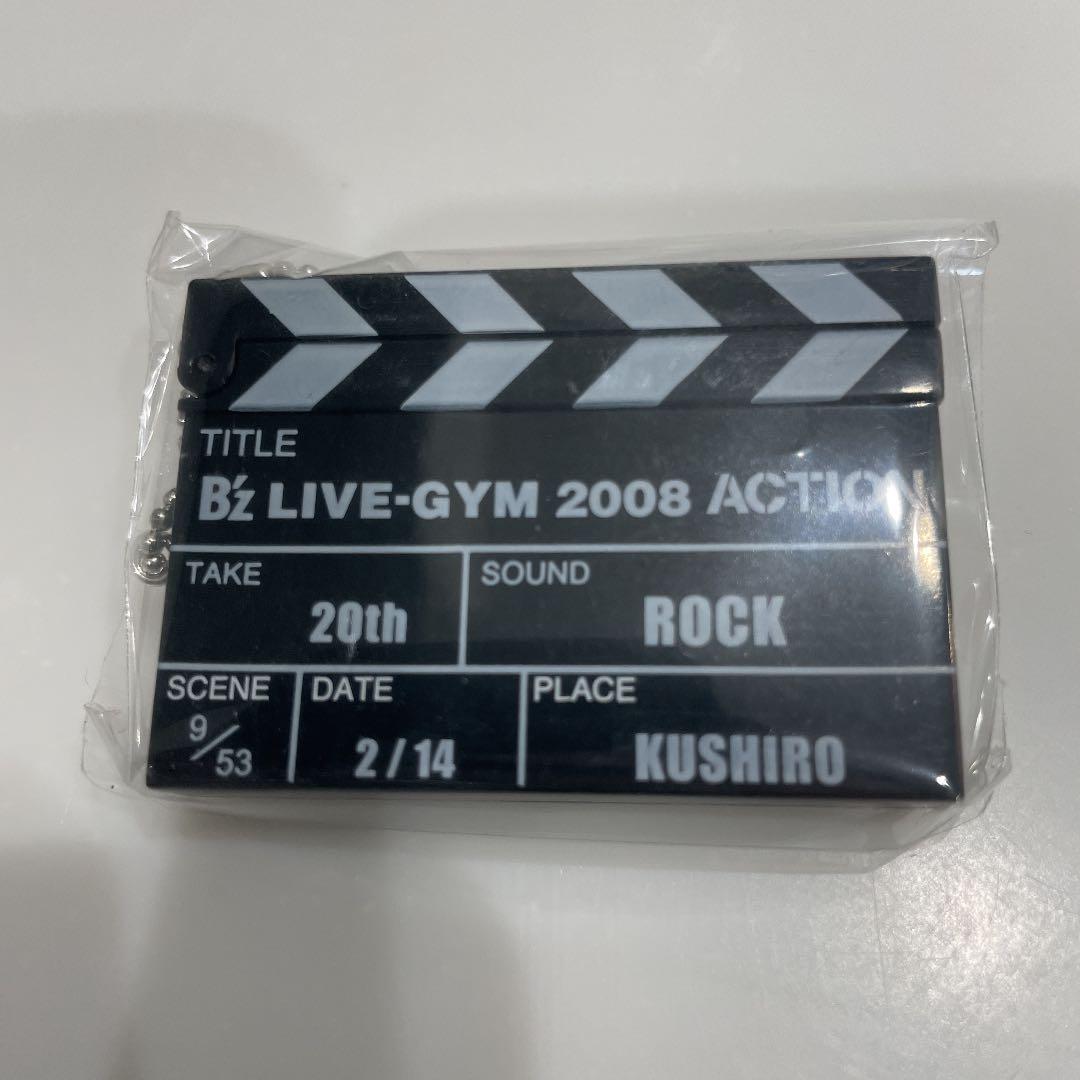 TITLE
B'z LIVE-GYM 2008 ACTION
TAKE
20th
SOUND
ROCK
SCENE
9/53
DATE
2/14
PLACE
KUSHIRO